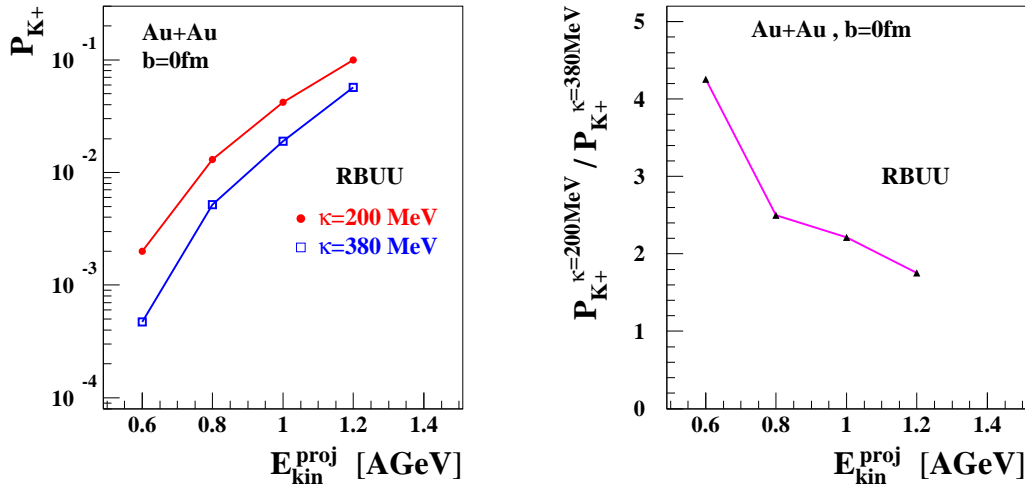 P_K+
Au+Au
b=0fm
10^-1
10^-2
10^-3
10^-4
RBUU
κ=200 MeV
κ=380 MeV
0.6 0.8 1 1.2 1.4
E_kin^proj [AGeV]
P_K+^κ=200MeV / P_K+^κ=380MeV
Au+Au , b=0fm
RBUU
5
4
3
2
1
0
0.6 0.8 1 1.2 1.4
E_kin^proj [AGeV]